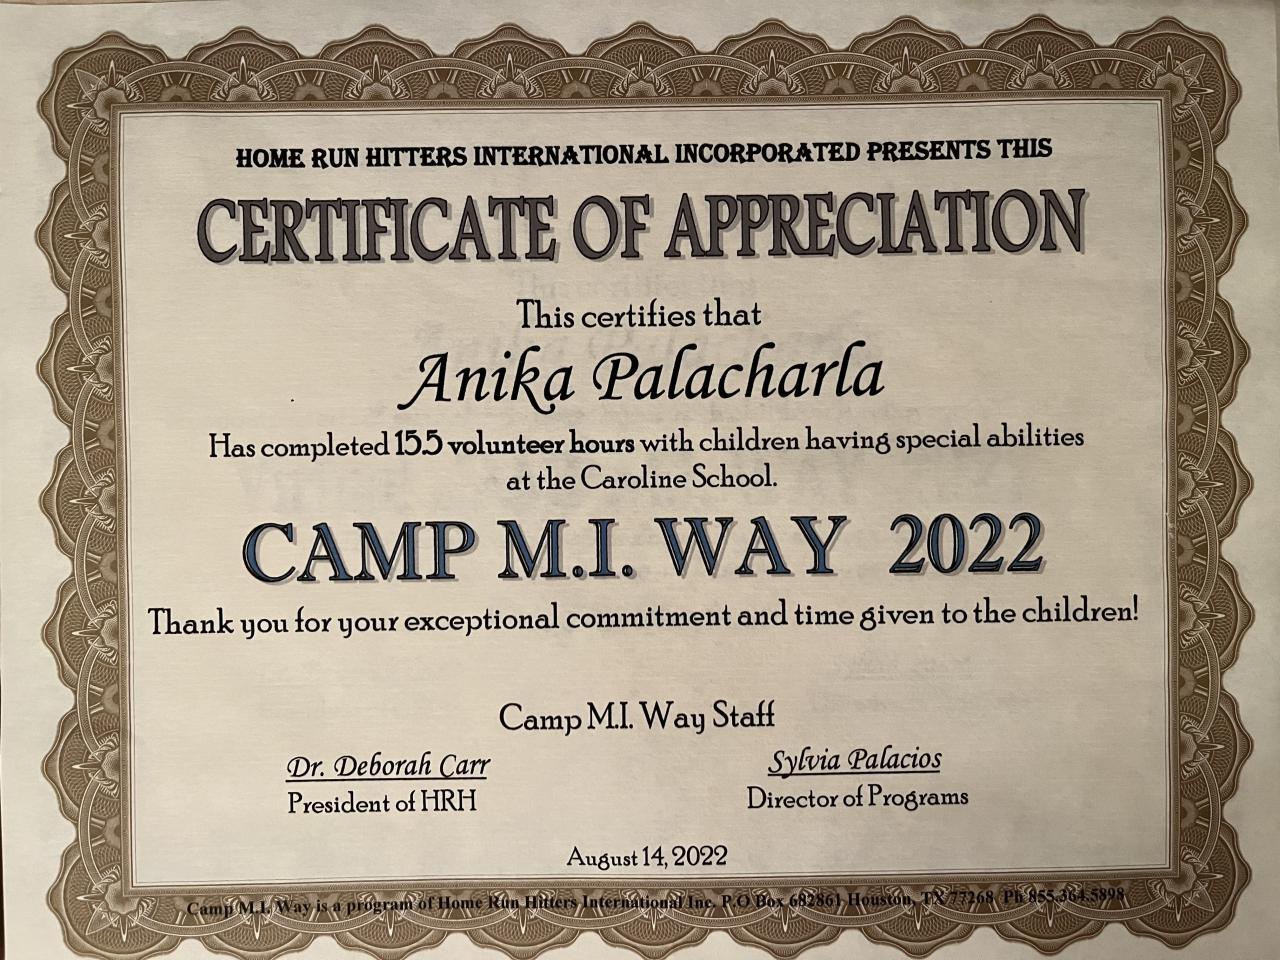 HOME RUN HITTERS INTERNATIONAL INCORPORATED PRESENTS THIS
CERTIFICATE OF APPRECIATION
This certifies that
Anika Palacharla
Has completed 15.5 volunteer hours with children having special abilities
at the Caroline School.
CAMP M.I. WAY 2022
Thank you for your exceptional commitment and time given to the children!
Camp M.I. Way Staff
Dr. Deborah Carr
President of HRH
Sylvia Palacios
Director of Programs
August 14, 2022
Camp M.I. Way is a program of Home Run Hitters International Inc. P.O Box 682861 Houston, TX 77268 Ph 855.364.5898